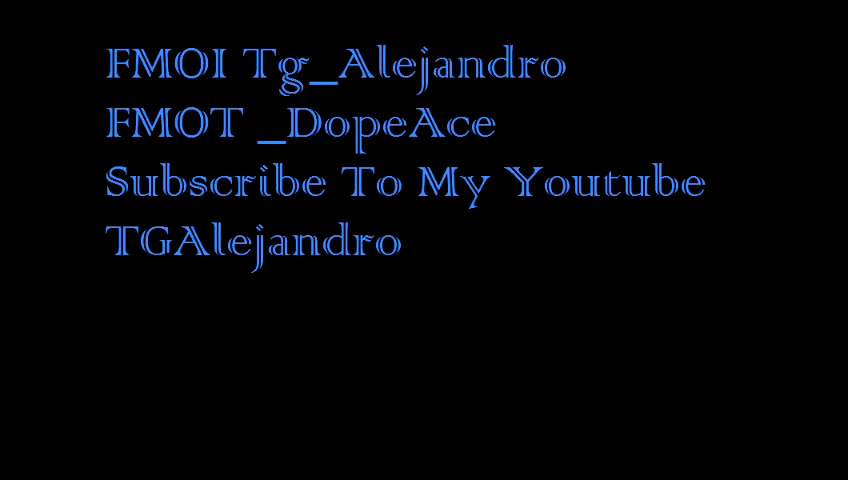 FMOI Tg_Alejandro
FMOT _DopeAce
Subscribe To My Youtube
TGAlejandro